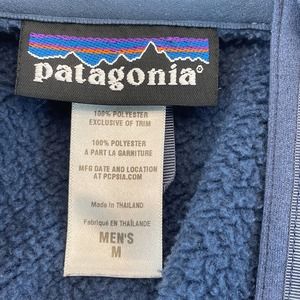 patagonia®
100% POLYESTER
EXCLUSIVE OF TRIM
100% POLYESTER
A PART LA GARNITURE
MFG DATE AND LOCATION
AT PCPSIA.COM
Made in THAILAND
Fabriqué EN THAÏLANDE
MEN'S
M